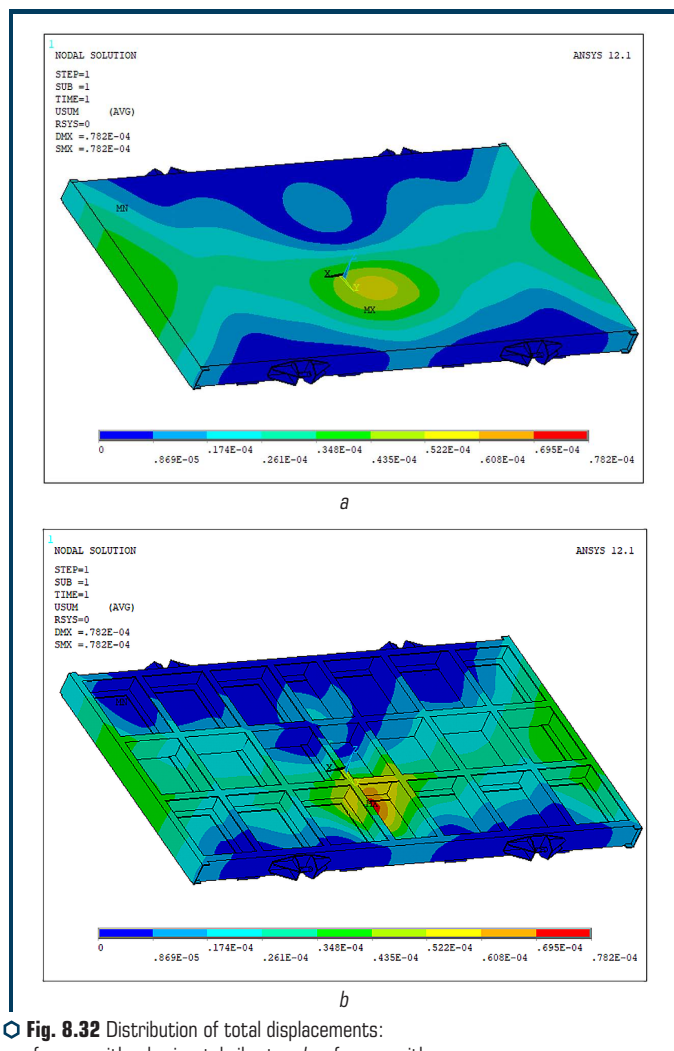 1
NODAL SOLUTION
ANSYS 12.1
STEP=1
SUB =1
TIME=1
USUM (AVG)
RSYS=0
DMX =.782E-04
SMX =.782E-04
MN
X
Y
MX
0 .174E-04 .348E-04 .522E-04 .695E-04
.869E-05 .261E-04 .435E-04 .608E-04 .782E-04
a
1
NODAL SOLUTION
ANSYS 12.1
STEP=1
SUB =1
TIME=1
USUM (AVG)
RSYS=0
DMX =.782E-04
SMX =.782E-04
MN
X
0 .174E-04 .348E-04 .522E-04 .695E-04
.869E-05 .261E-04 .435E-04 .608E-04 .782E-04
b
Fig. 8.32 Distribution of total displacements: